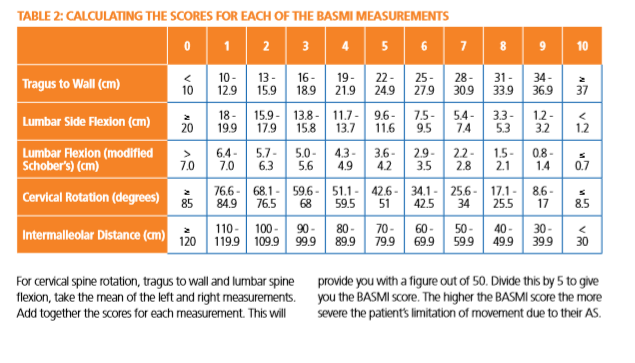 TABLE 2: CALCULATING THE SCORES FOR EACH OF THE BASMI MEASUREMENTS
0 1 2 3 4 5 6 7 8 9 10
Tragus to Wall (cm) < 10 10 - 12.9 13 - 15.9 16 - 18.9 19 - 21.9 22 - 24.9 25 - 27.9 28 - 30.9 31 - 33.9 34 - 36.9 ≥ 37
Lumbar Side Flexion (cm) ≥ 20 18 - 19.9 15.9 - 17.9 13.8 - 15.8 11.7 - 13.7 9.6 - 11.6 7.5 - 9.5 5.4 - 7.4 3.3 - 5.3 1.2 - 3.2 < 1.2
Lumbar Flexion (modified Schober's) (cm) > 7.0 6.4 - 7.0 5.7 - 6.3 5.0 - 5.6 4.3 - 4.9 3.6 - 4.2 2.9 - 3.5 2.2 - 2.8 1.5 - 2.1 0.8 - 1.4 ≤ 0.7
Cervical Rotation (degrees) ≥ 85 76.6 - 84.9 68.1 - 76.5 59.6 - 68 51.1 - 59.5 42.6 - 51 34.1 - 42.5 25.6 - 34 17.1 - 25.5 8.6 - 17 ≤ 8.5
Intermalleolar Distance (cm) ≥ 120 110 - 119.9 100 - 109.9 90 - 99.9 80 - 89.9 70 - 79.9 60 - 69.9 50 - 59.9 40 - 49.9 30 - 39.9 < 30
For cervical spine rotation, tragus to wall and lumbar spine
flexion, take the mean of the left and right measurements.
Add together the scores for each measurement. This will
provide you with a figure out of 50. Divide this by 5 to give
you the BASMI score. The higher the BASMI score the more
severe the patient's limitation of movement due to their AS.